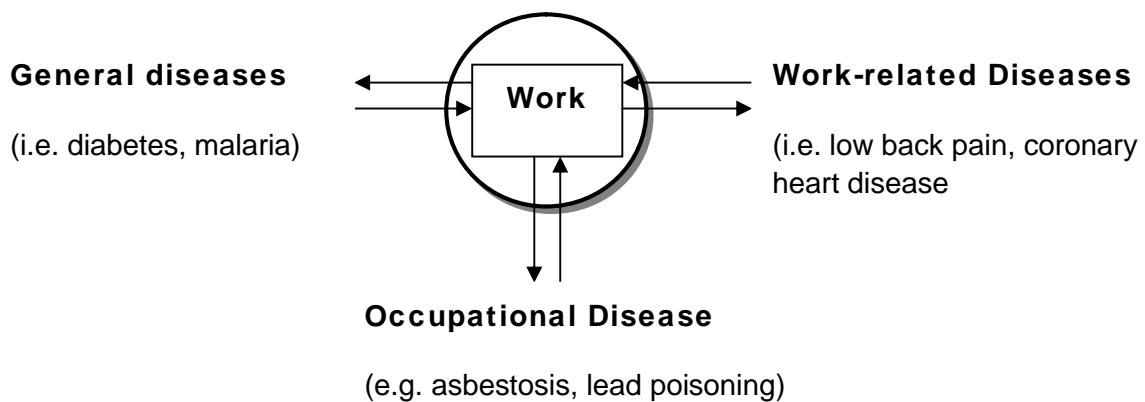 General diseases
(i.e. diabetes, malaria)
Work
Work-related Diseases
(i.e. low back pain, coronary
heart disease
Occupational Disease
(e.g. asbestosis, lead poisoning)